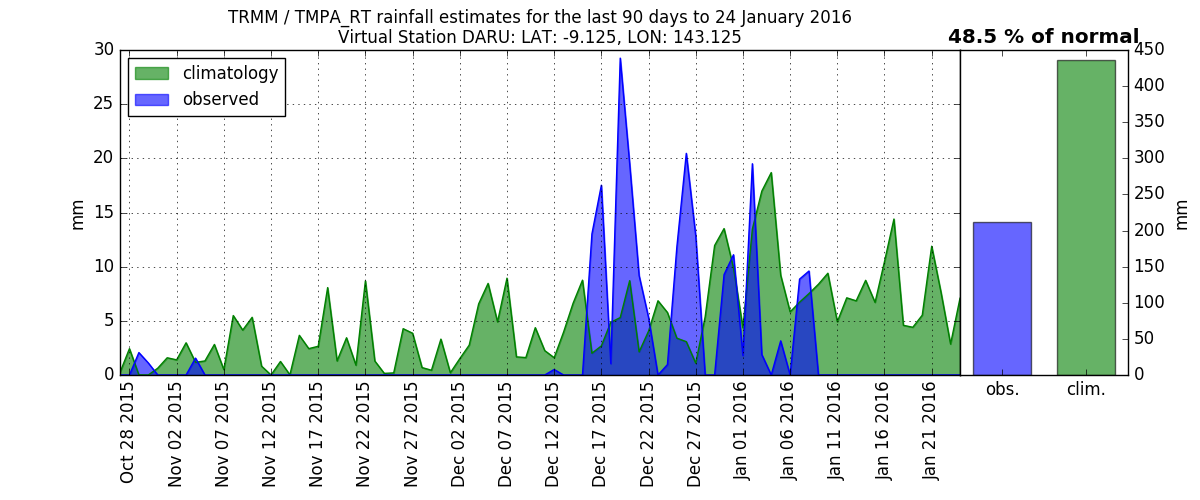 TRMM / TMPA_RT rainfall estimates for the last 90 days to 24 January 2016
Virtual Station DARU: LAT: -9.125, LON: 143.125
48.5 % of normal
climatology
observed
mm
30
25
20
15
10
5
0
Oct 28 2015
Nov 02 2015
Nov 07 2015
Nov 12 2015
Nov 17 2015
Nov 22 2015
Nov 27 2015
Dec 02 2015
Dec 07 2015
Dec 12 2015
Dec 17 2015
Dec 22 2015
Dec 27 2015
Jan 01 2016
Jan 06 2016
Jan 11 2016
Jan 16 2016
Jan 21 2016
obs.
clim.
450
400
350
300
250
200
150
100
50
0
mm